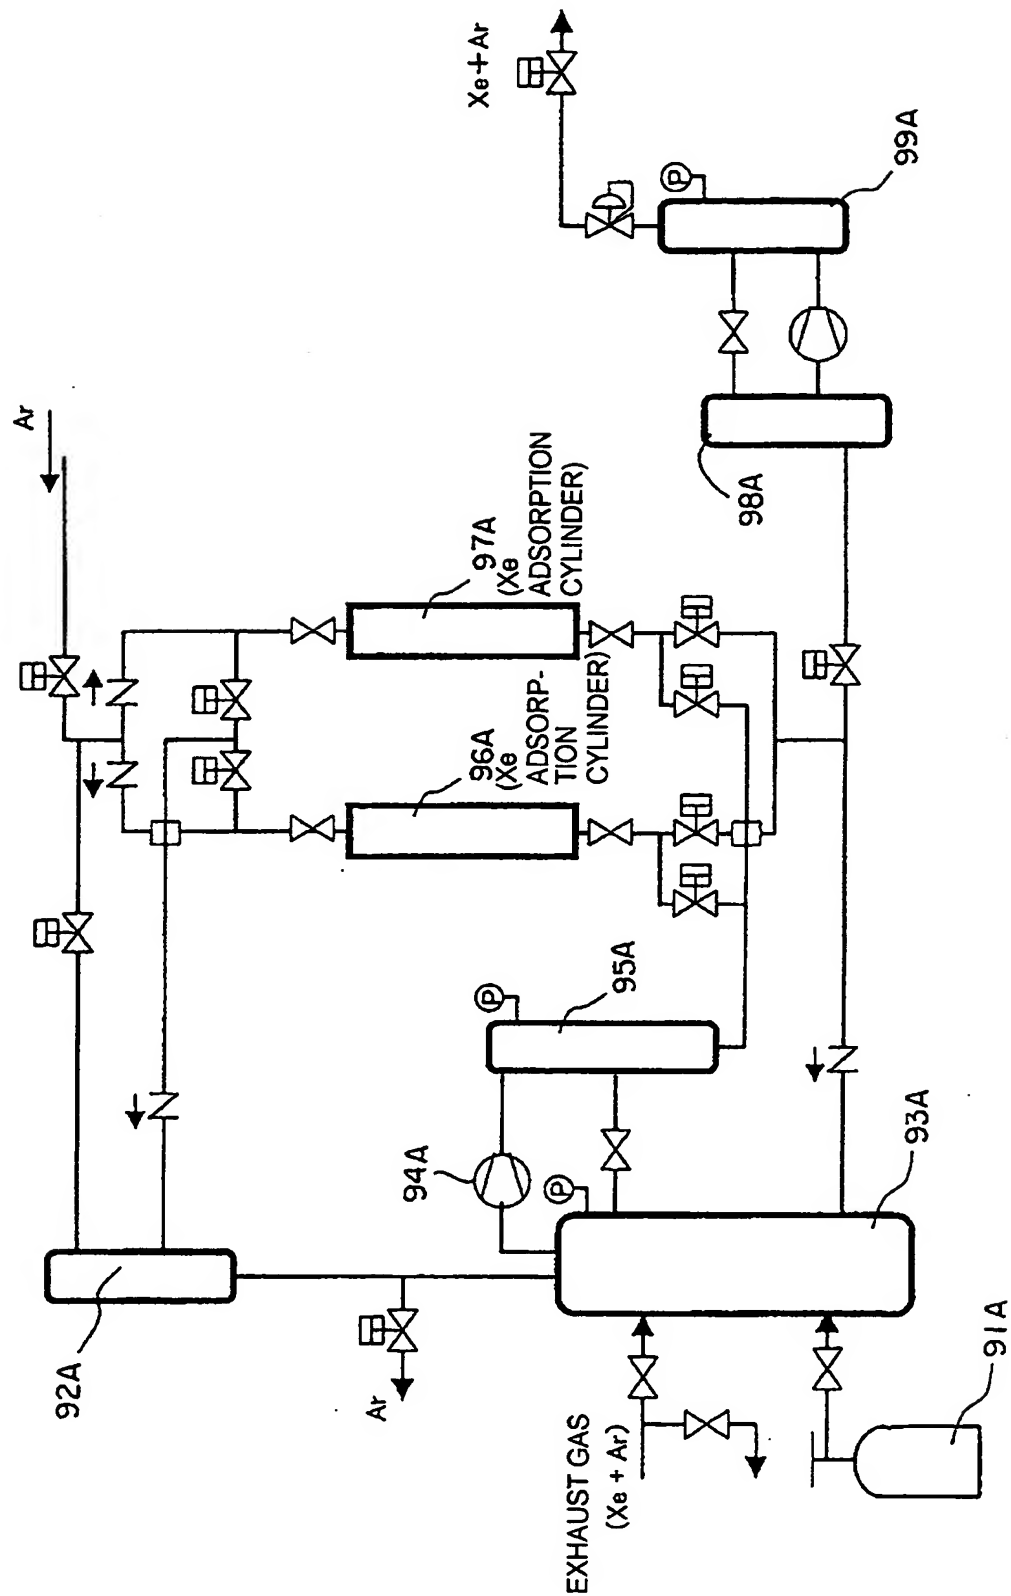 Ar
Xe+Ar
92A
Ar
94A
95A
96A
(Xe
ADSORP-
TION
CYLINDER)
97A
(Xe
ADSORPTION
CYLINDER)
98A
99A
P
P
P
93A
EXHAUST GAS
(Xe + Ar)
91A